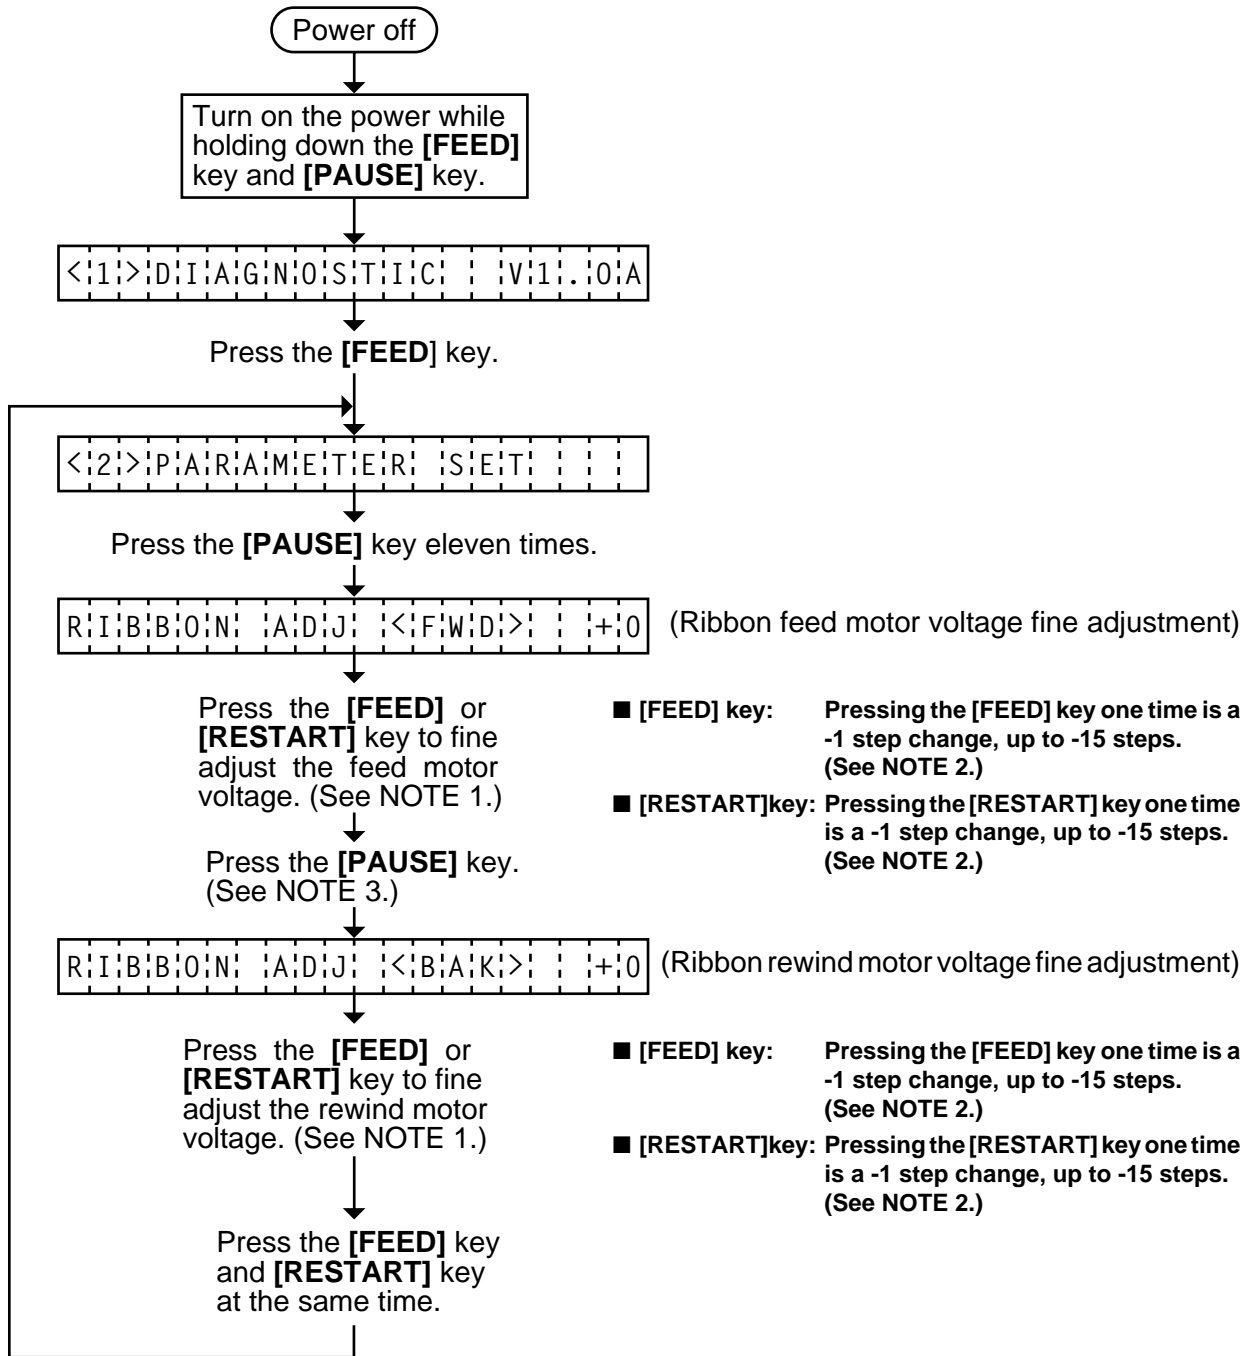 Power off
Turn on the power while
holding down the [FEED]
key and [PAUSE] key.
<1>DIAGNOSTIC   V1.0A
Press the [FEED] key.
<2>PARAMETER SET
Press the [PAUSE] key eleven times.
RIBBON ADJ <FWD>  +0 (Ribbon feed motor voltage fine adjustment)
Press the [FEED] or
[RESTART] key to fine
adjust the feed motor
voltage. (See NOTE 1.)
■ [FEED] key: Pressing the [FEED] key one time is a
-1 step change, up to -15 steps.
(See NOTE 2.)
■ [RESTART]key: Pressing the [RESTART] key one time
is a -1 step change, up to -15 steps.
(See NOTE 2.)
Press the [PAUSE] key.
(See NOTE 3.)
RIBBON ADJ <BAK>  +0 (Ribbon rewind motor voltage fine adjustment)
Press the [FEED] or
[RESTART] key to fine
adjust the rewind motor
voltage. (See NOTE 1.)
■ [FEED] key: Pressing the [FEED] key one time is a
-1 step change, up to -15 steps.
(See NOTE 2.)
■ [RESTART]key: Pressing the [RESTART] key one time
is a -1 step change, up to -15 steps.
(See NOTE 2.)
Press the [FEED] key
and [RESTART] key
at the same time.